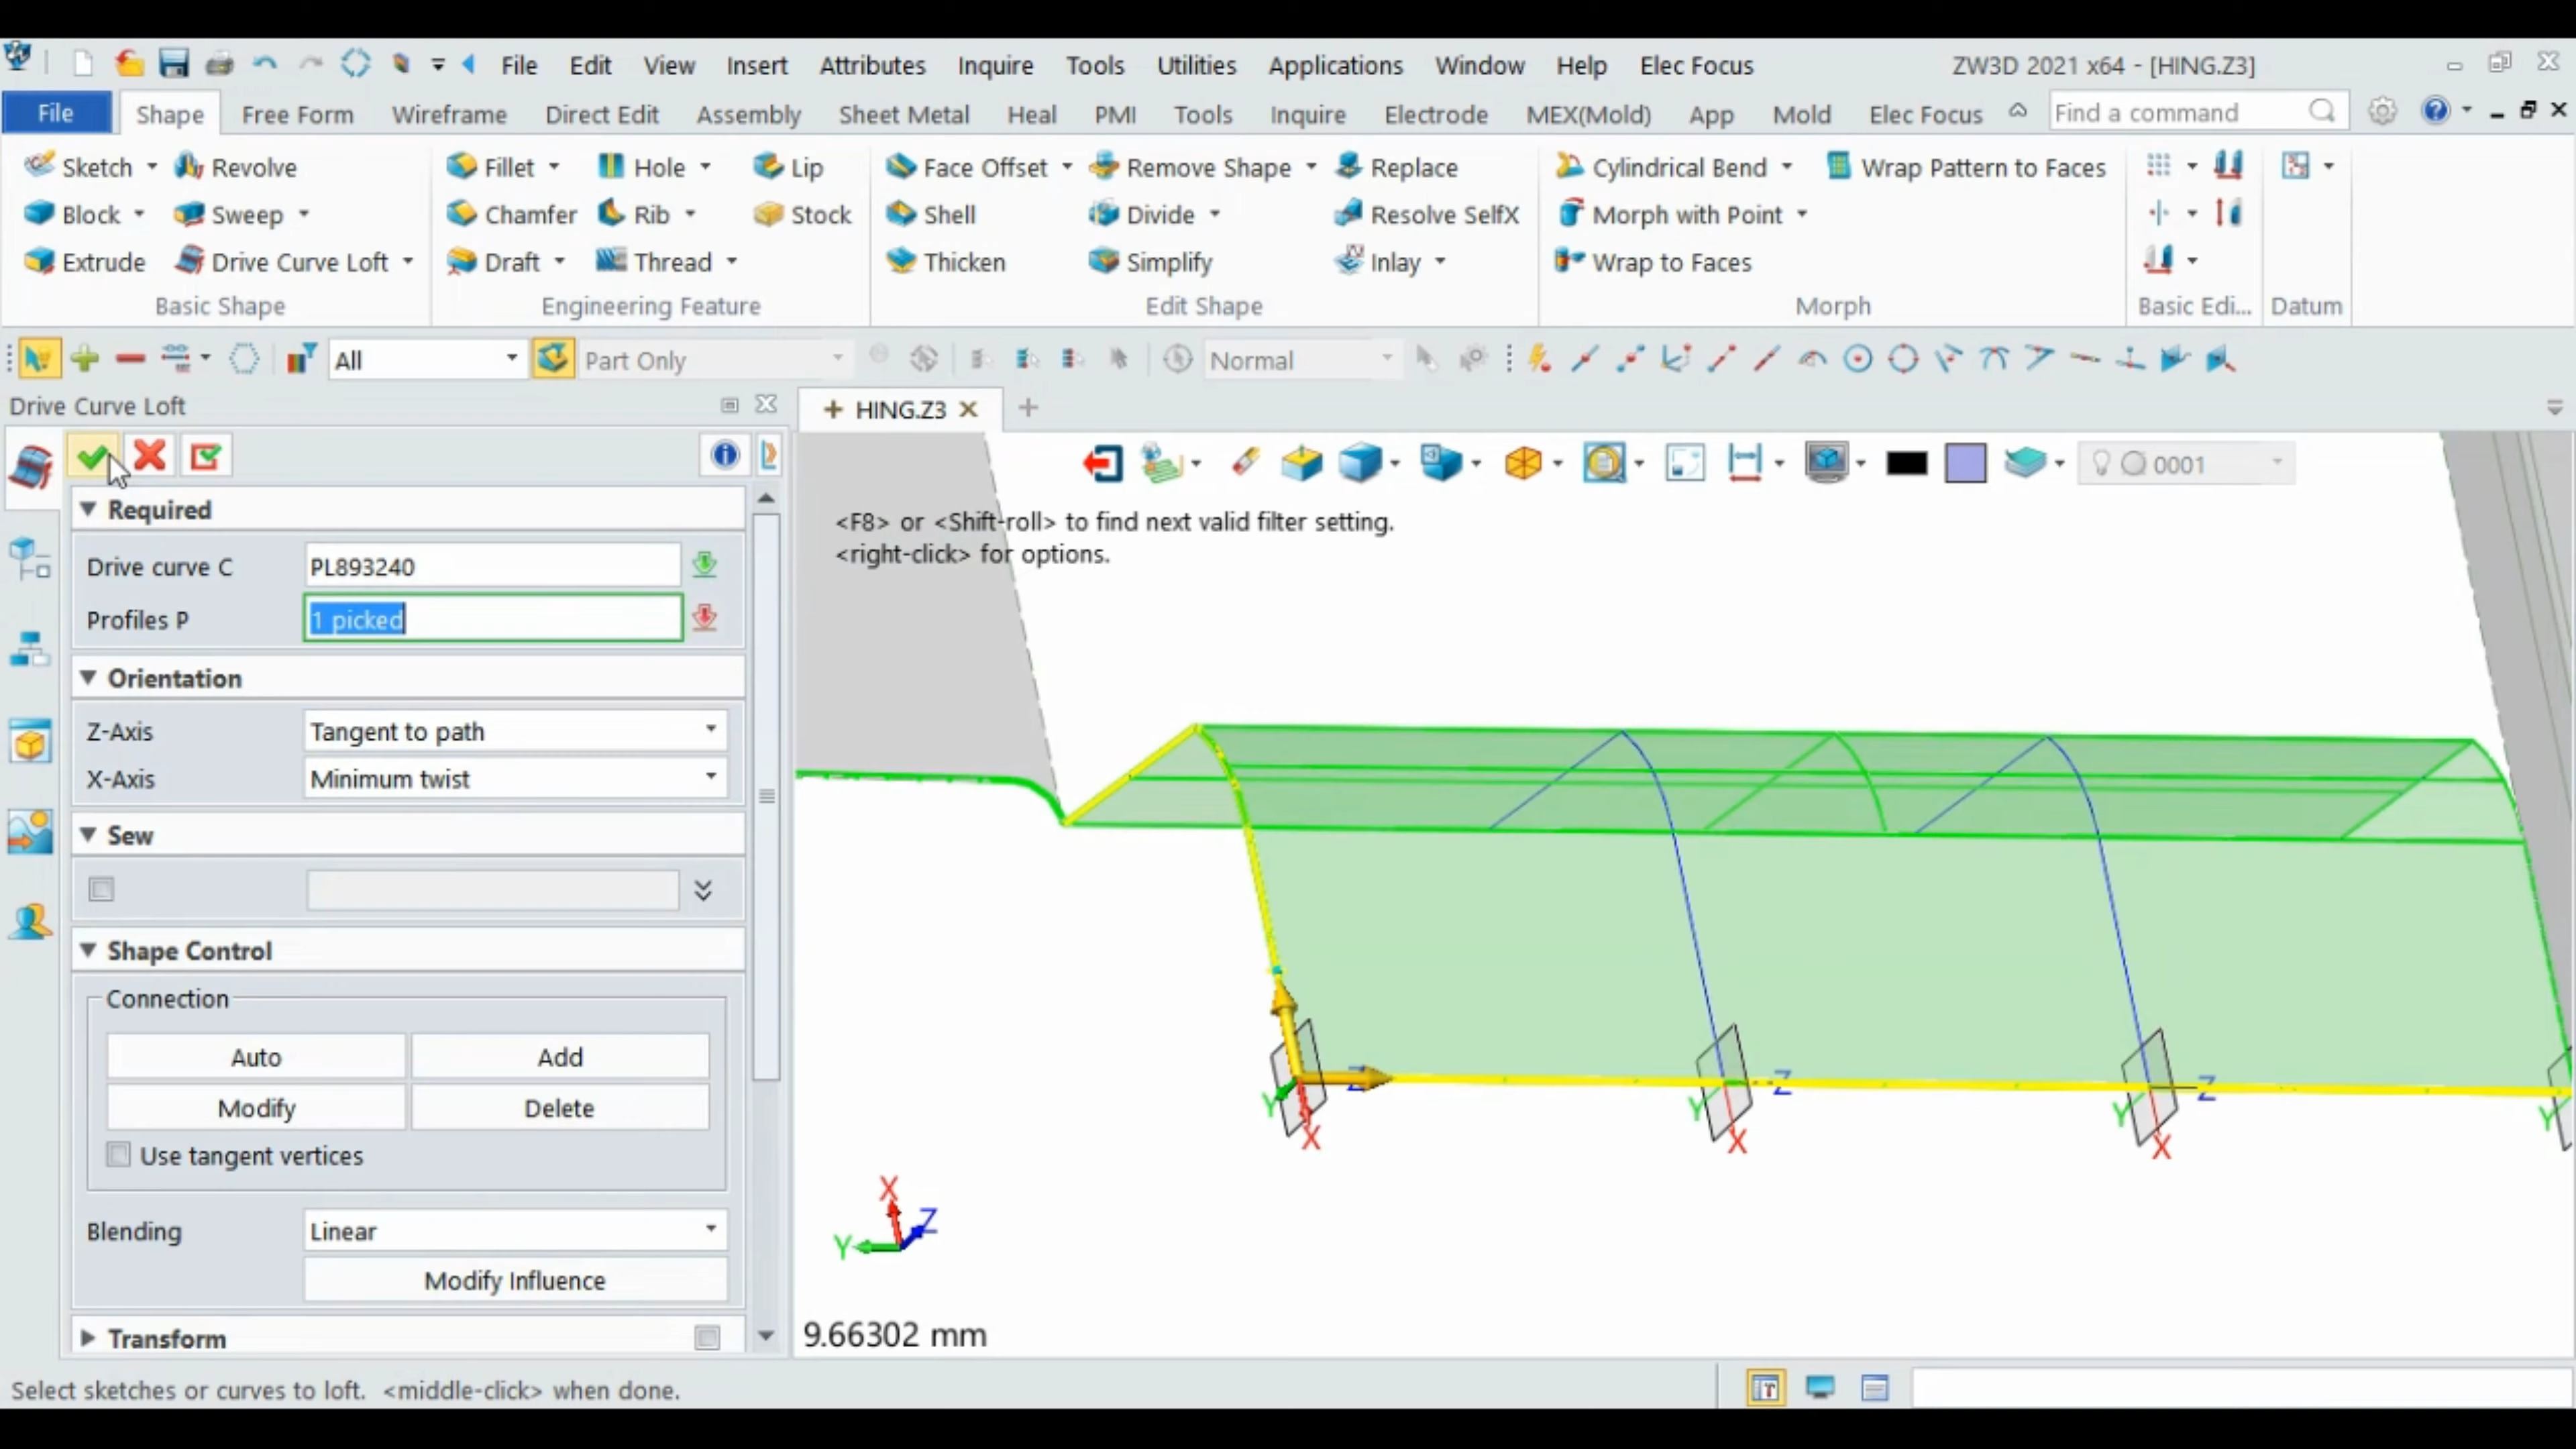 File Edit View Insert Attributes Inquire Tools Utilities Applications Window Help Elec Focus ZW3D 2021 x64 - [HING.Z3]
File Shape Free Form Wireframe Direct Edit Assembly Sheet Metal Heal PMI Tools Inquire Electrode MEX(Mold) App Mold Elec Focus Find a command
Sketch Revolve Fillet Hole Lip Face Offset Remove Shape Replace Cylindrical Bend Wrap Pattern to Faces
Block Sweep Chamfer Rib Stock Shell Divide Resolve SelfX Morph with Point
Extrude Drive Curve Loft Draft Thread Thicken Simplify Inlay Wrap to Faces
Basic Shape Engineering Feature Edit Shape Morph Basic Edi... Datum
All Part Only Normal
Drive Curve Loft HING.Z3
0001
Required
<F8> or <Shift-roll> to find next valid filter setting.
<right-click> for options.
Drive curve C PL893240
Profiles P 1 picked
Orientation
Z-Axis Tangent to path
X-Axis Minimum twist
Sew
Shape Control
Connection
Auto Add
Modify Delete
Use tangent vertices
Blending Linear
Modify Influence
Transform
Z Y X
Z Y X
Z Y X
Y
X Z Y
9.66302 mm
Select sketches or curves to loft. <middle-click> when done.